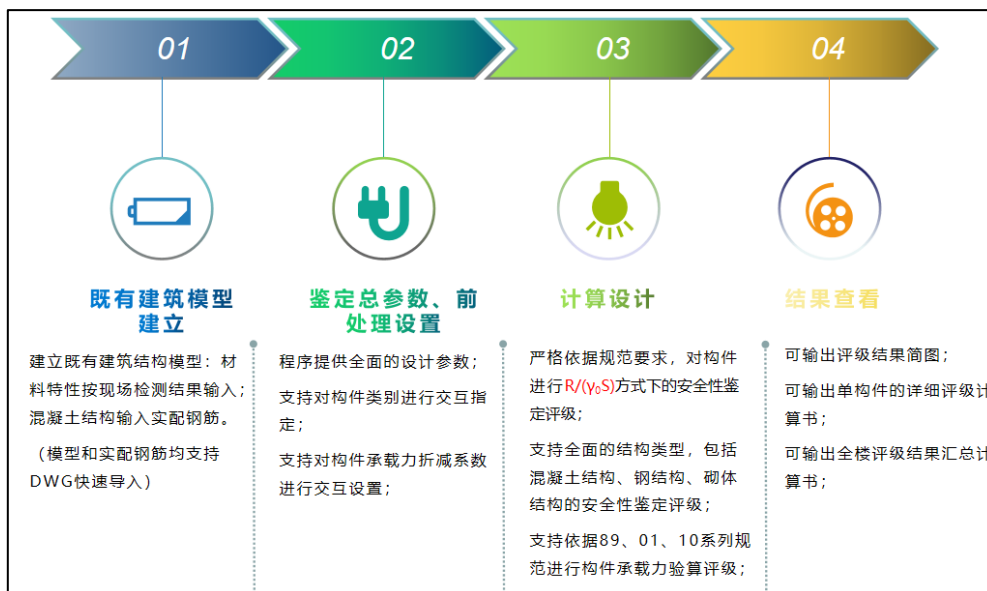 01
02
03
04
既有建筑模型
建立
建立既有建筑结构模型：材
料特性按现场检测结果输入；
混凝土结构输入实配钢筋。
（模型和实配钢筋均支持
DWG快速导入）
鉴定总参数、前
处理设置
程序提供全面的设计参数；
支持对构件类别进行交互指
定；
支持对构件承载力折减系数
进行交互设置；
计算设计
严格依据规范要求，对构件
进行R/(γ₀S)方式下的安全性鉴
定评级；
支持全面的结构类型，包括
混凝土结构、钢结构、砌体
结构的安全性鉴定评级；
支持依据89、01、10系列规
范进行构件承载力验算评级；
结果查看
可输出评级结果简图；
可输出单构件的详细评级计
算书；
可输出全楼评级结果汇总计
算书；